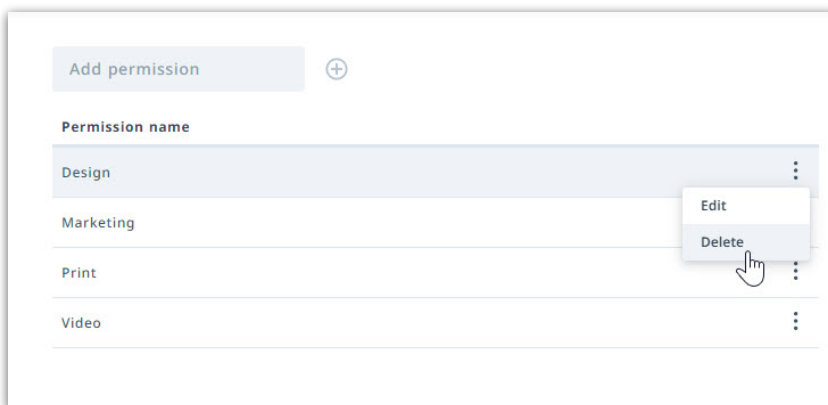 Add permission
Permission name
Design
Edit
Marketing
Delete
Print
Video